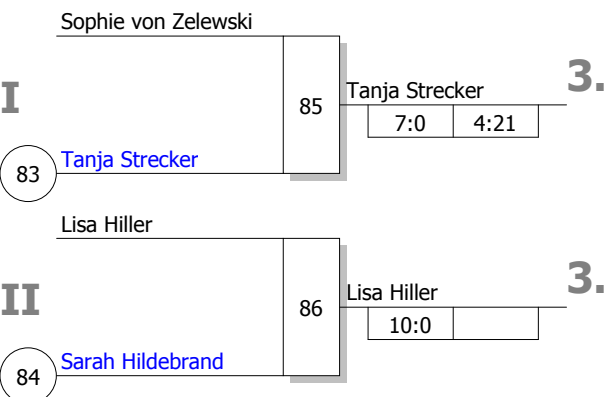 Sophie von Zelewski
I
85
Tanja Strecker
3.
7:0 4:21
83
Tanja Strecker
Lisa Hiller
II
86
Lisa Hiller
3.
10:0
84
Sarah Hildebrand